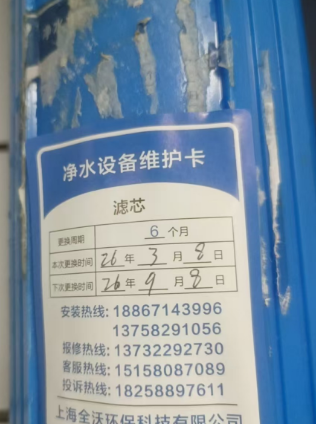 净水设备维护卡
滤芯
更换周期 6 个月
本次更换时间 26 年 3 月 8 日
下次更换时间 26 年 9 月 8 日
安装热线: 18867143996
13758291056
报修热线: 13732292730
客服热线: 15158087089
投诉热线: 18258897611
上海全沃环保科技有限公司